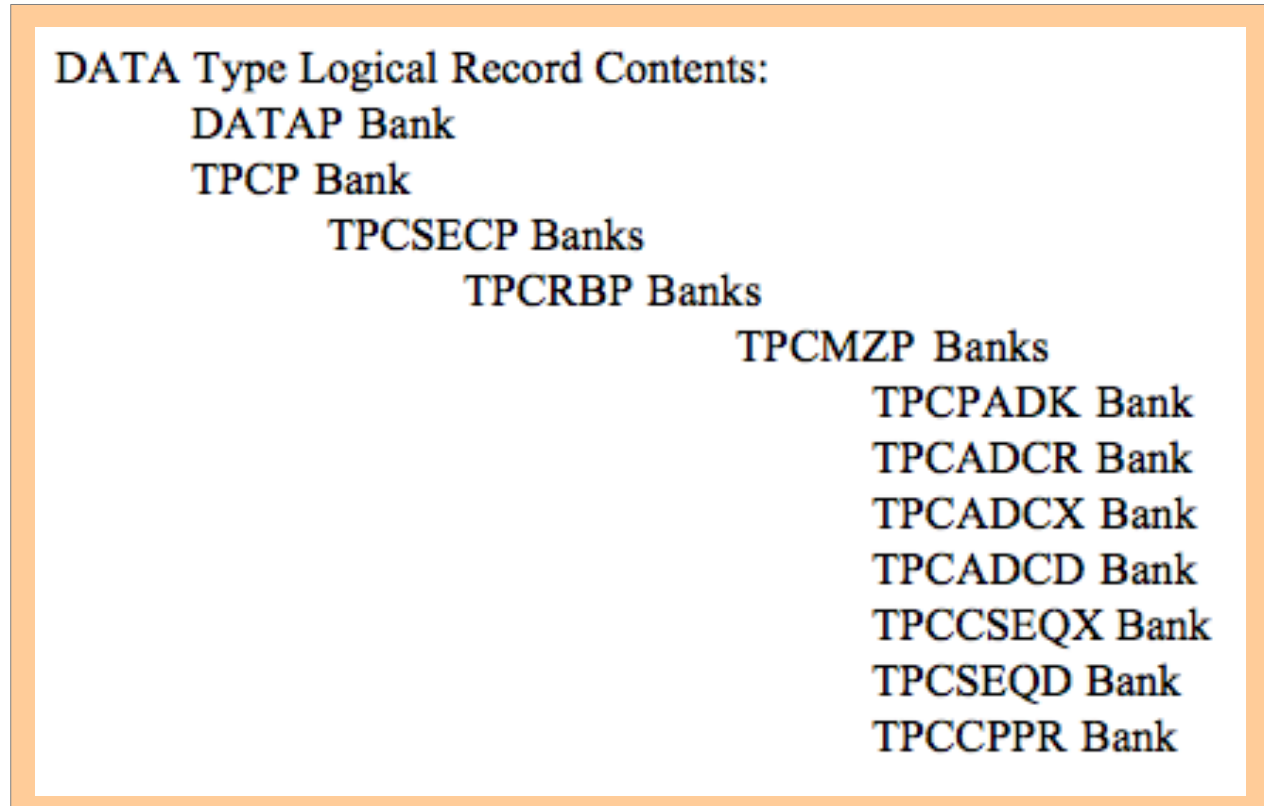 DATA Type Logical Record Contents:
DATAP Bank
TPCP Bank
TPCSECP Banks
TPCRBP Banks
TPCMZP Banks
TPCPADK Bank
TPCADCR Bank
TPCADCX Bank
TPCADCD Bank
TPCCSEQX Bank
TPCSEQD Bank
TPCCPPR Bank